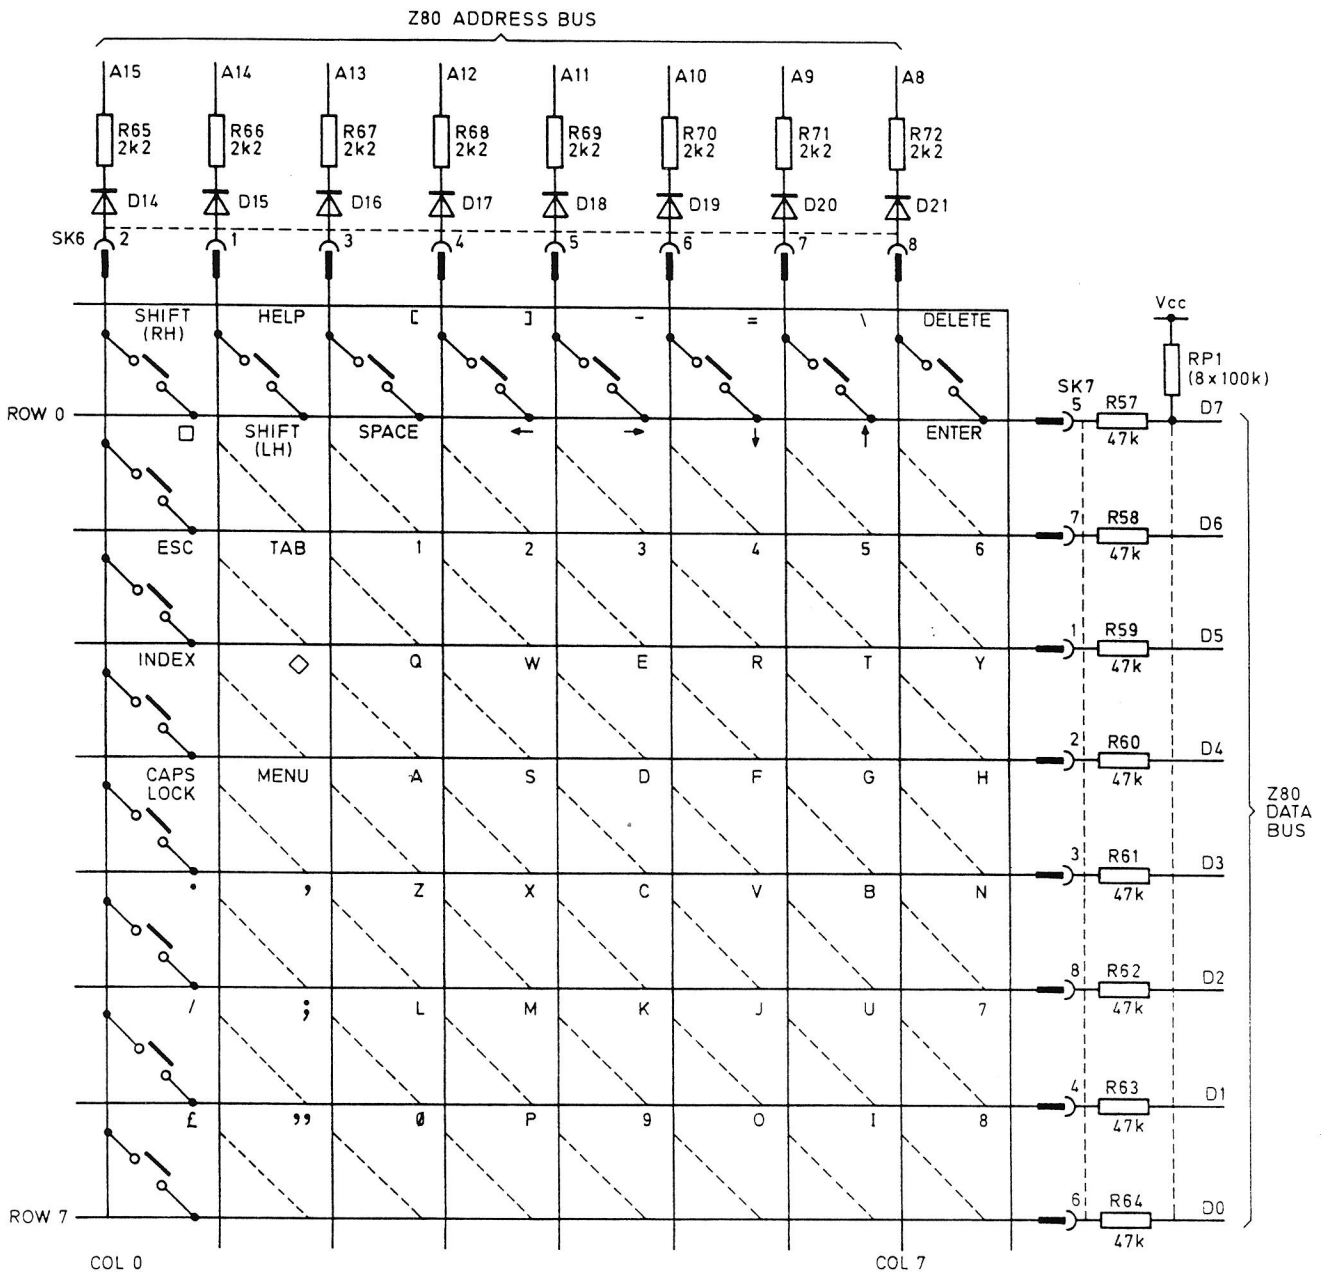 Z80 ADDRESS BUS
A15 A14 A13 A12 A11 A10 A9 A8
R65 R66 R67 R68 R69 R70 R71 R72
2k2 2k2 2k2 2k2 2k2 2k2 2k2 2k2
D14 D15 D16 D17 D18 D19 D20 D21
SK6 2 1 3 4 5 6 7 8
SHIFT (RH) HELP [ ] - = \ DELETE
Vcc
RP1
(8x100k)
SK7
ROW 0 5 R57 D7
47k
□ SHIFT (LH) SPACE ← → ↓ ↑ ENTER
7 R58 D6
47k
ESC TAB 1 2 3 4 5 6
1 R59 D5
47k
INDEX ◇ Q W E R T Y
2 R60 D4
47k
CAPS LOCK MENU A S D F G H
Z80
DATA
BUS
3 R61 D3
47k
. , Z X C V B N
8 R62 D2
47k
/ ; L M K J U 7
4 R63 D1
47k
£ " 0 P 9 O I 8
ROW 7 6 R64 D0
47k
COL 0 COL 7